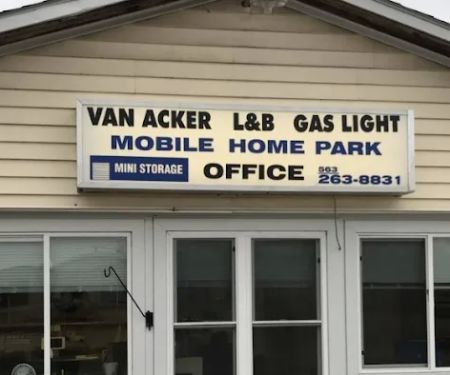 VAN ACKER L&B GAS LIGHT
MOBILE HOME PARK
MINI STORAGE OFFICE 563 263-8831